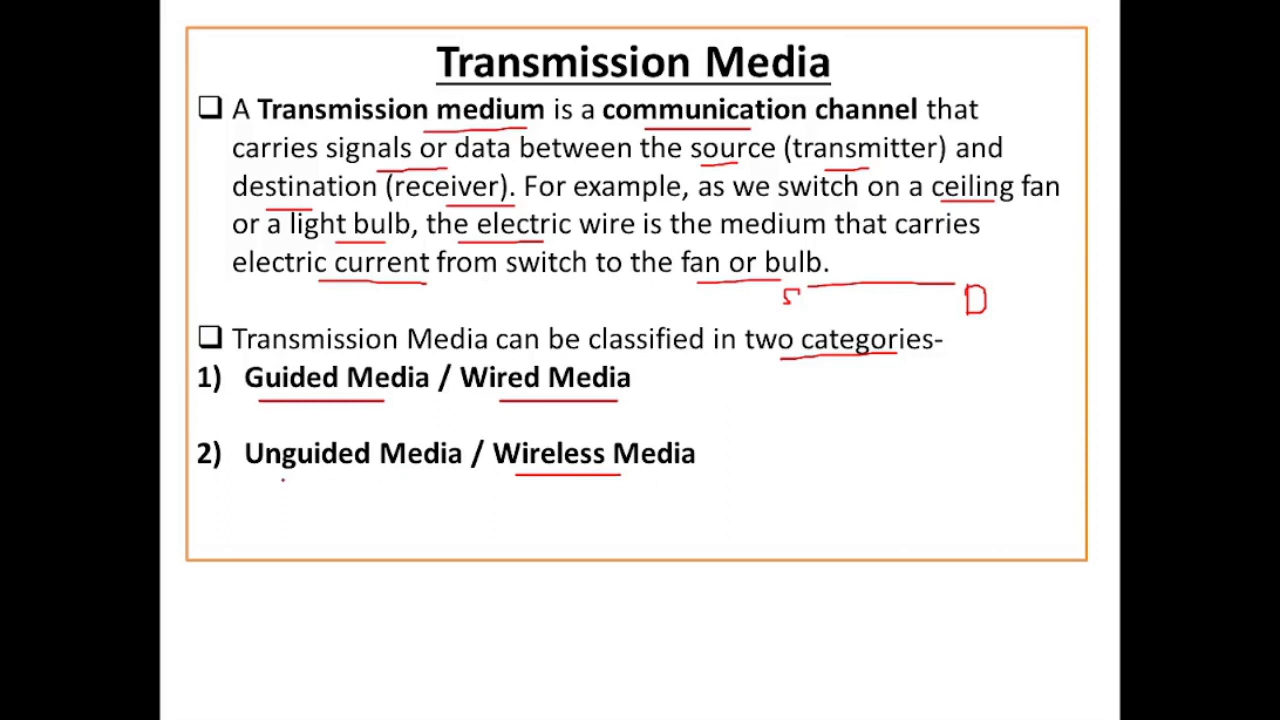 Transmission Media
❑ A Transmission medium is a communication channel that
carries signals or data between the source (transmitter) and
destination (receiver). For example, as we switch on a ceiling fan
or a light bulb, the electric wire is the medium that carries
electric current from switch to the fan or bulb.
S D
❑ Transmission Media can be classified in two categories-
1) Guided Media / Wired Media
2) Unguided Media / Wireless Media